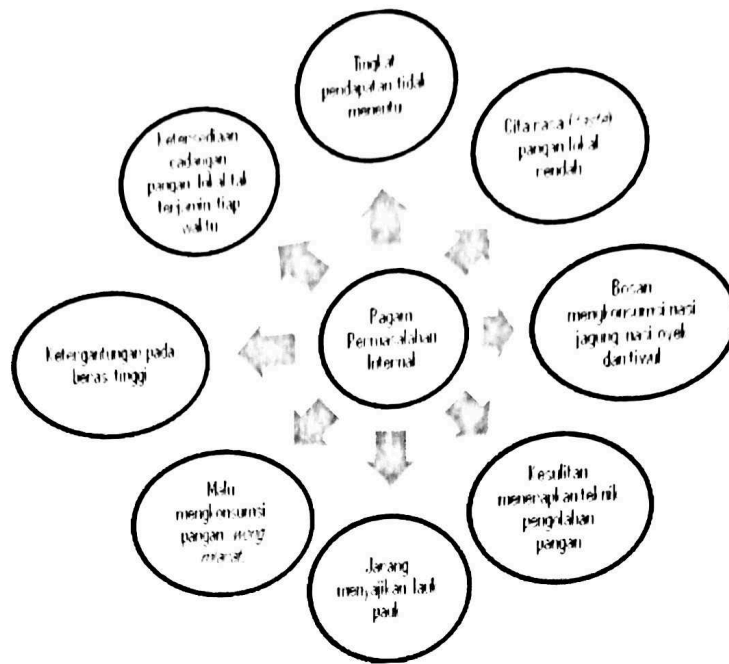 Tingkat
pendapatan tidak
menentu
Cita rasa (taste)
pangan lokal
rendah
Bosan
mengkonsumsi nasi
jagung, nasi oyek
dan tiwul
Kesulitan
menerapkan teknik
pengolahan
pangan
Jarang
menyajikan lauk
pauk
Malu
mengkonsumsi
pangan wong
mlarat
Ketergantungan pada
beras tinggi
Ketersediaan
cadangan
pangan lokal tak
terjamin tiap
waktu
Ragam
Permasalahan
Internal